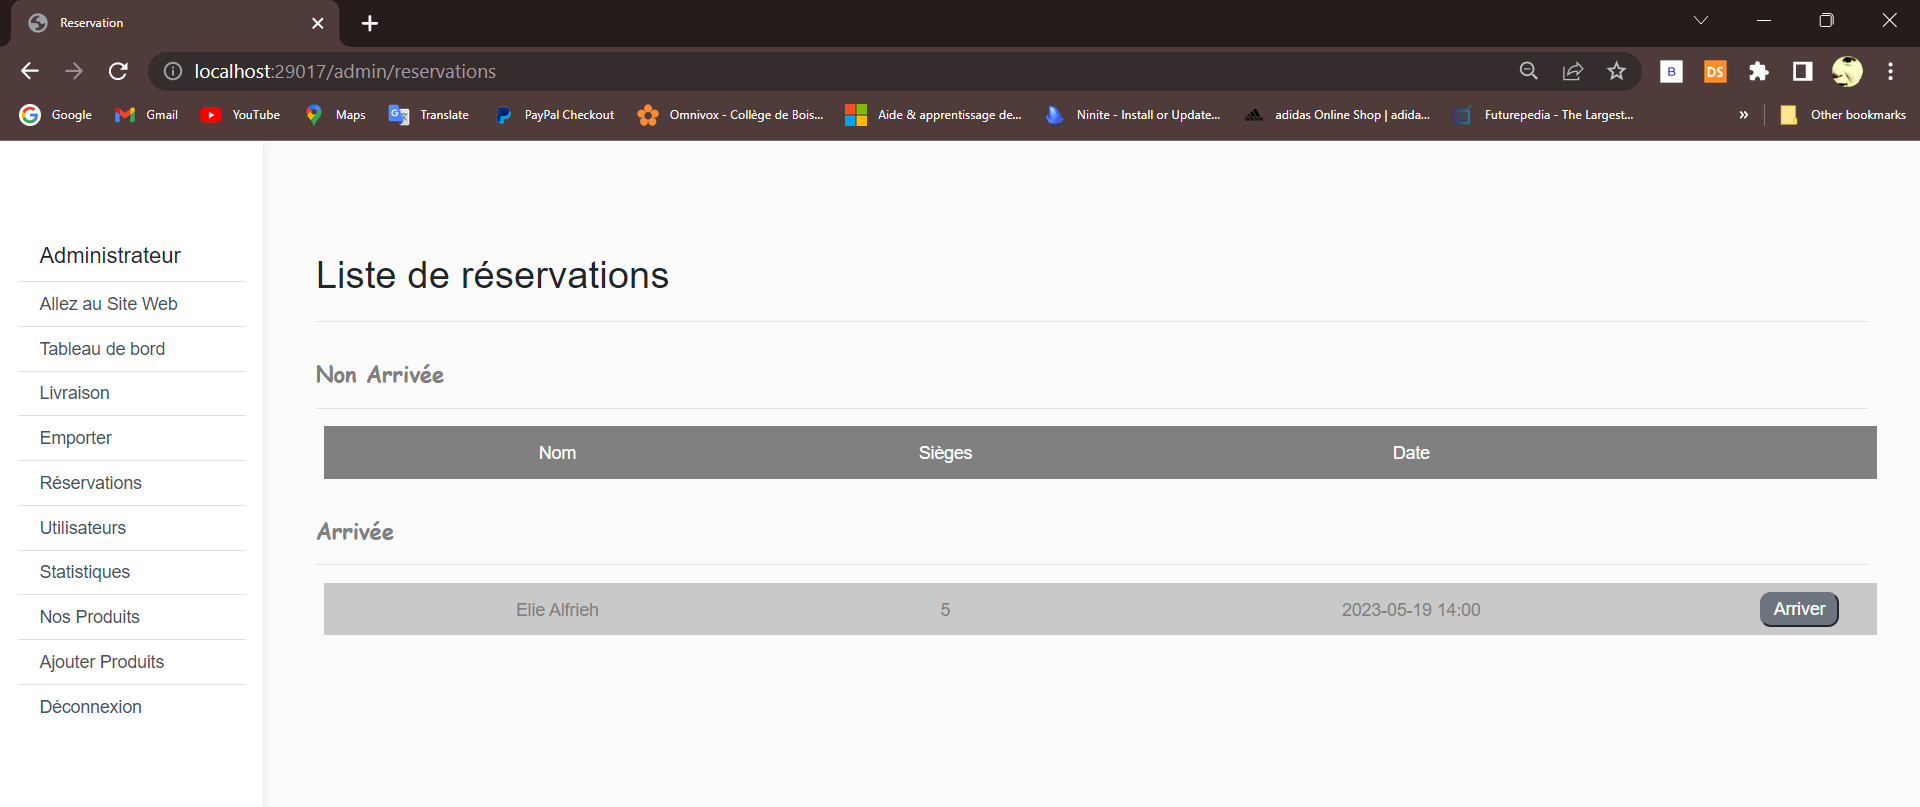 Reservation
localhost:29017/admin/reservations
B
DS
Google Gmail YouTube Maps Translate PayPal Checkout Omnivox - Collège de Bois... Aide & apprentissage de... Ninite - Install or Update... adidas Online Shop | adida... Futurepedia - The Largest... » Other bookmarks
Administrateur
Allez au Site Web
Tableau de bord
Livraison
Emporter
Réservations
Utilisateurs
Statistiques
Nos Produits
Ajouter Produits
Déconnexion
Liste de réservations
Non Arrivée
Nom Sièges Date
Arrivée
Elie Alfrieh 5 2023-05-19 14:00 Arriver